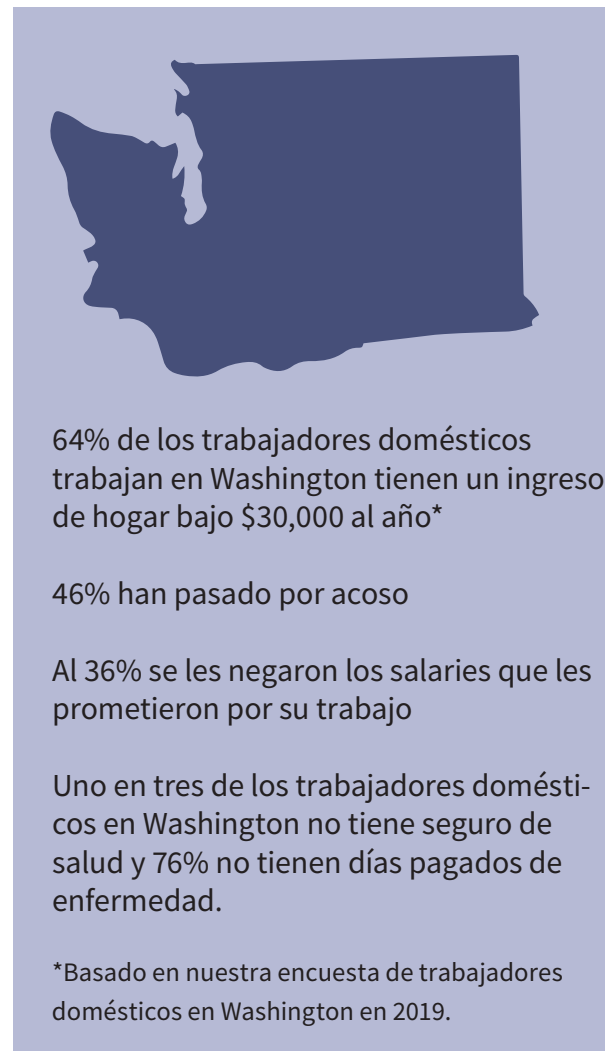 64% de los trabajadores domésticos
trabajan en Washington tienen un ingreso
de hogar bajo $30,000 al año*
46% han pasado por acoso
Al 36% se les negaron los salaries que les
prometieron por su trabajo
Uno en tres de los trabajadores domésti-
cos en Washington no tiene seguro de
salud y 76% no tienen días pagados de
enfermedad.
*Basado en nuestra encuesta de trabajadores
domésticos en Washington en 2019.